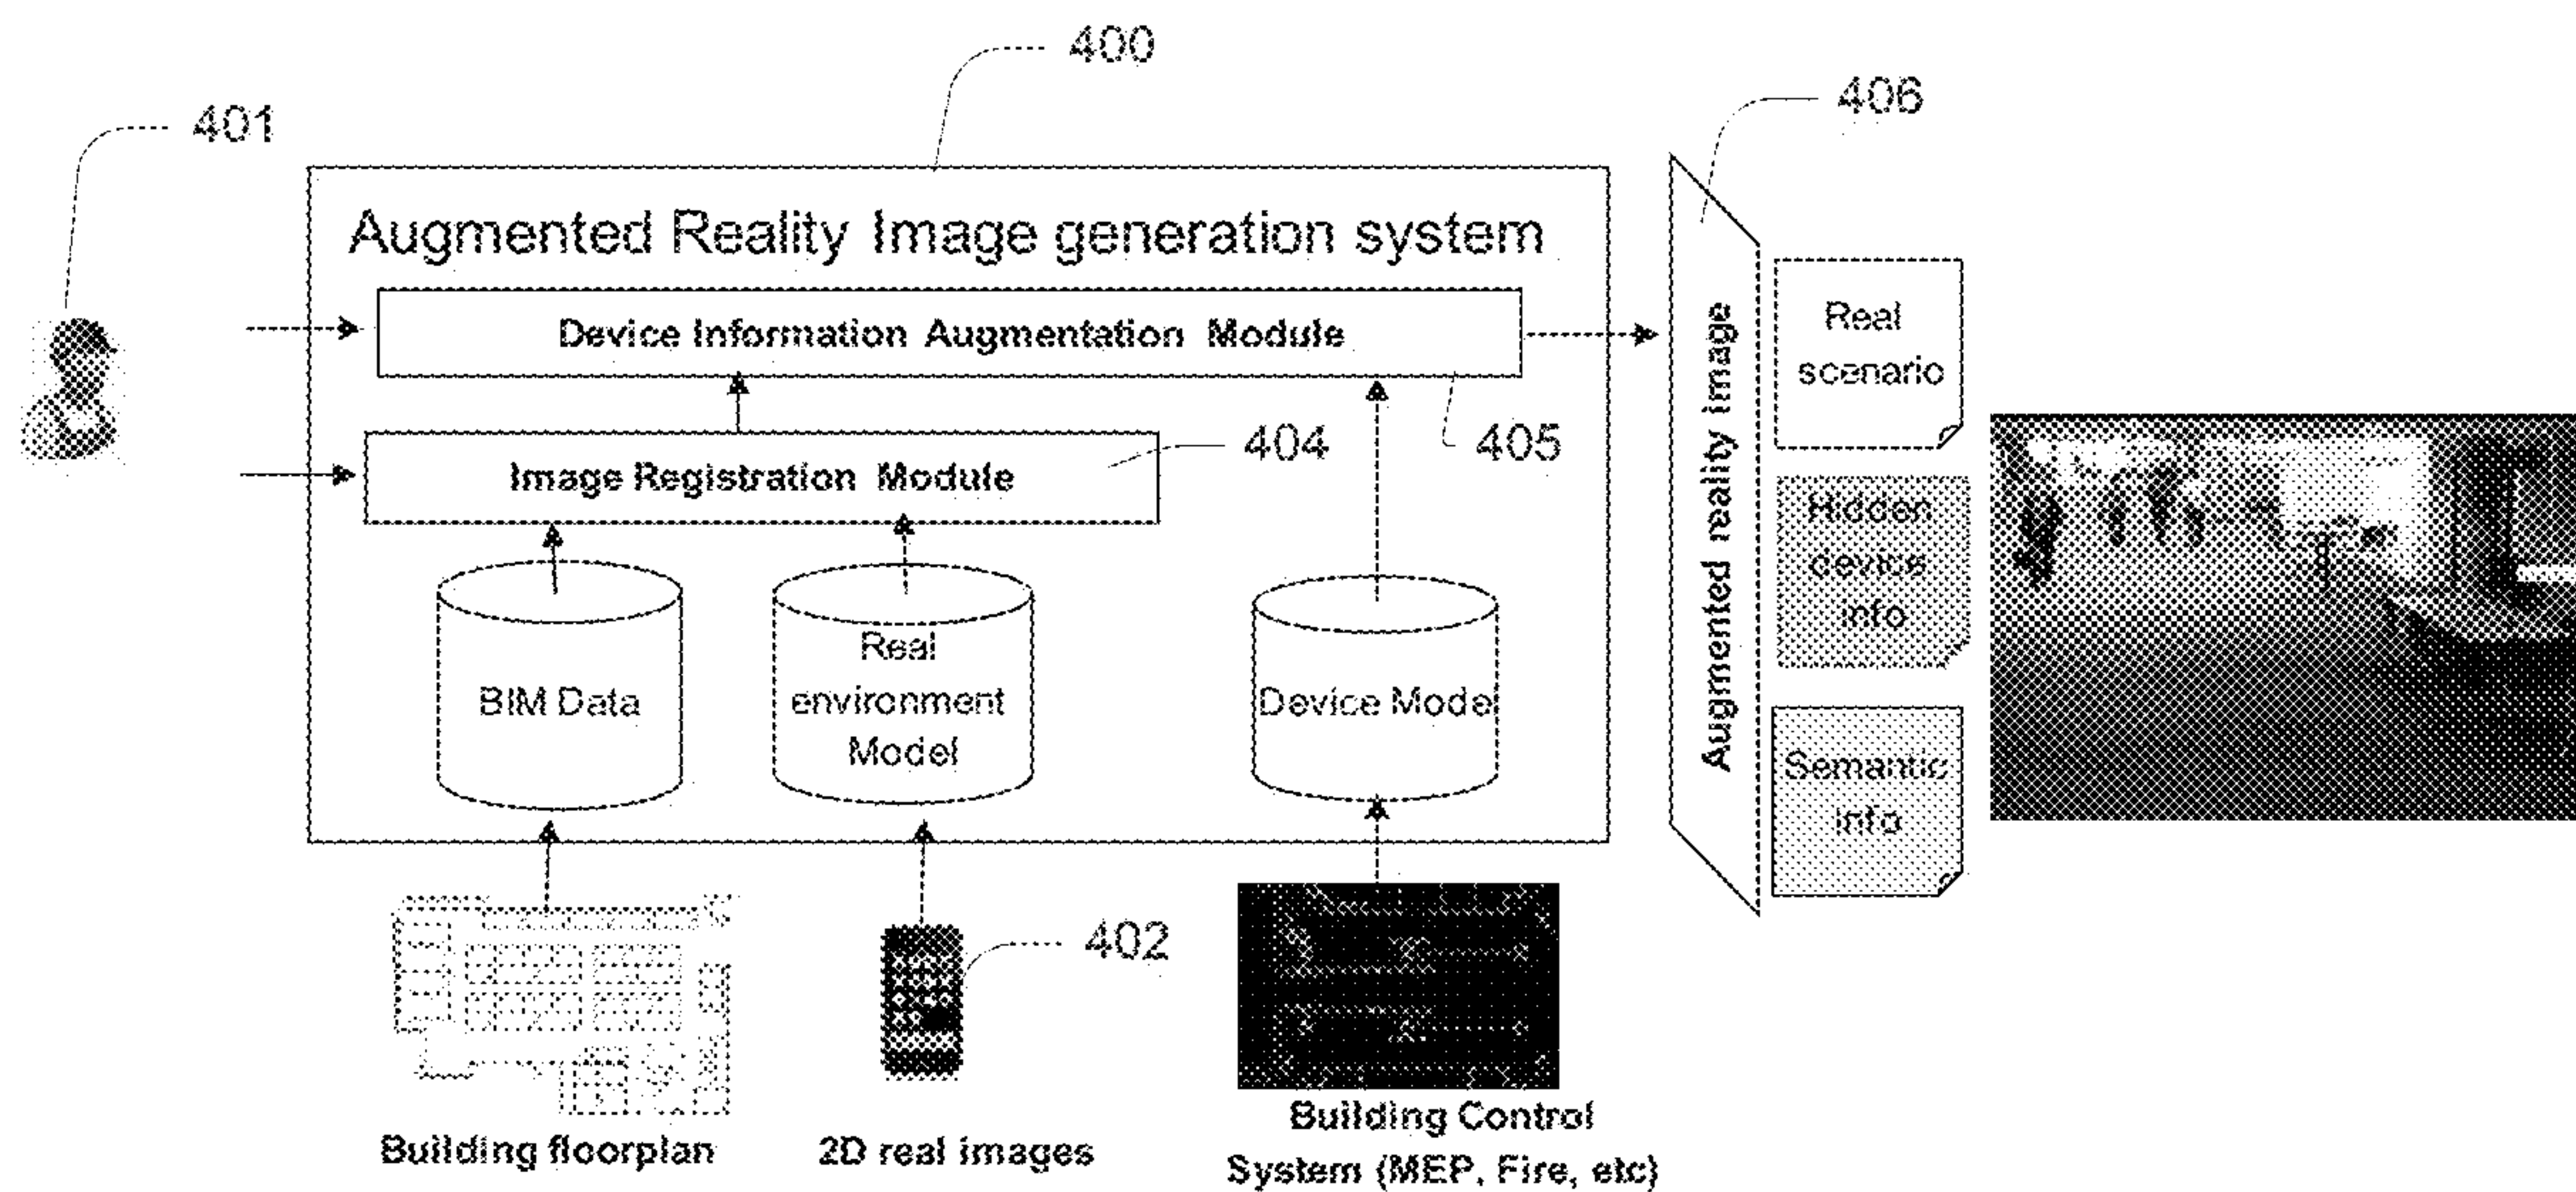 400
406
401
Augmented Reality Image generation system
Device Information Augmentation Module
404
405
Image Registration Module
BIM Data
Real
environment
Model
Device Model
Augmented reality image
Real
scenario
Hidden
device
info
Semantic
info
402
Building floorplan
2D real images
Building Control
System (MEP, Fire, etc)